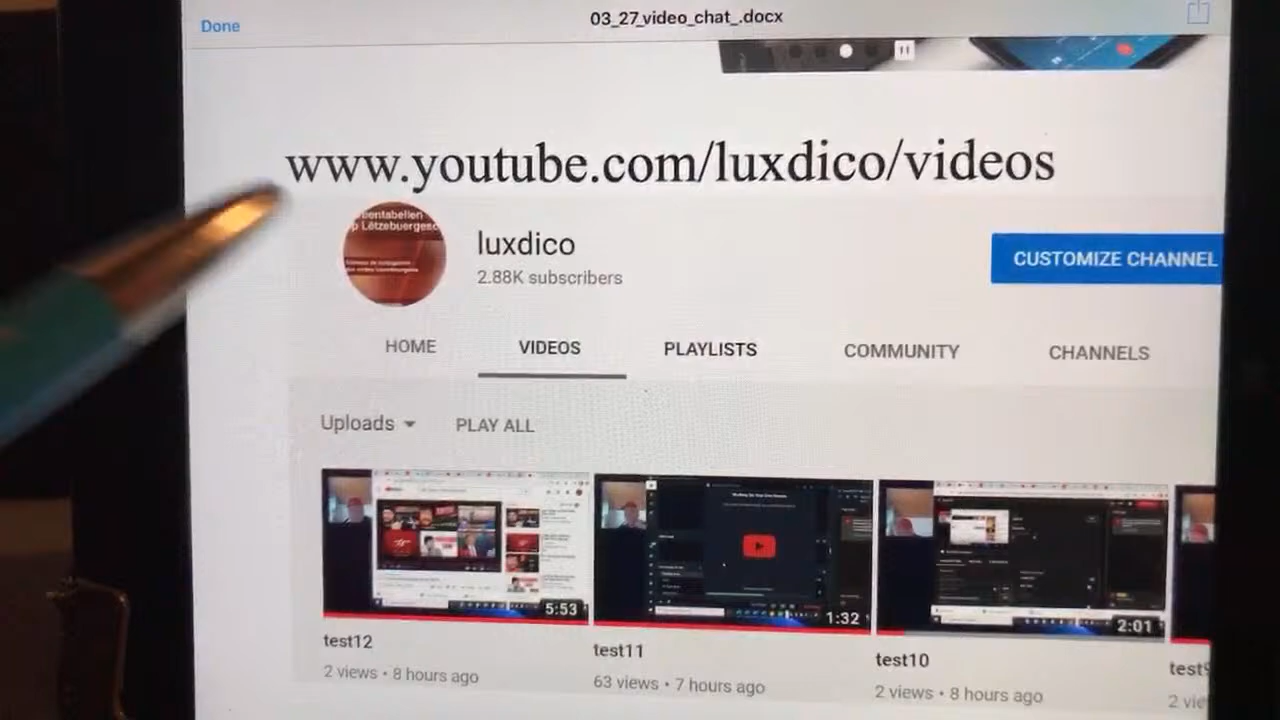 Done
03_27_video_chat_.docx
www.youtube.com/luxdico/videos
luxdico
2.88K subscribers
CUSTOMIZE CHANNEL
HOME VIDEOS PLAYLISTS COMMUNITY CHANNELS
Uploads PLAY ALL
5:53 1:32 2:01
test12 test11 test10
2 views • 8 hours ago 63 views • 7 hours ago 2 views • 8 hours ago